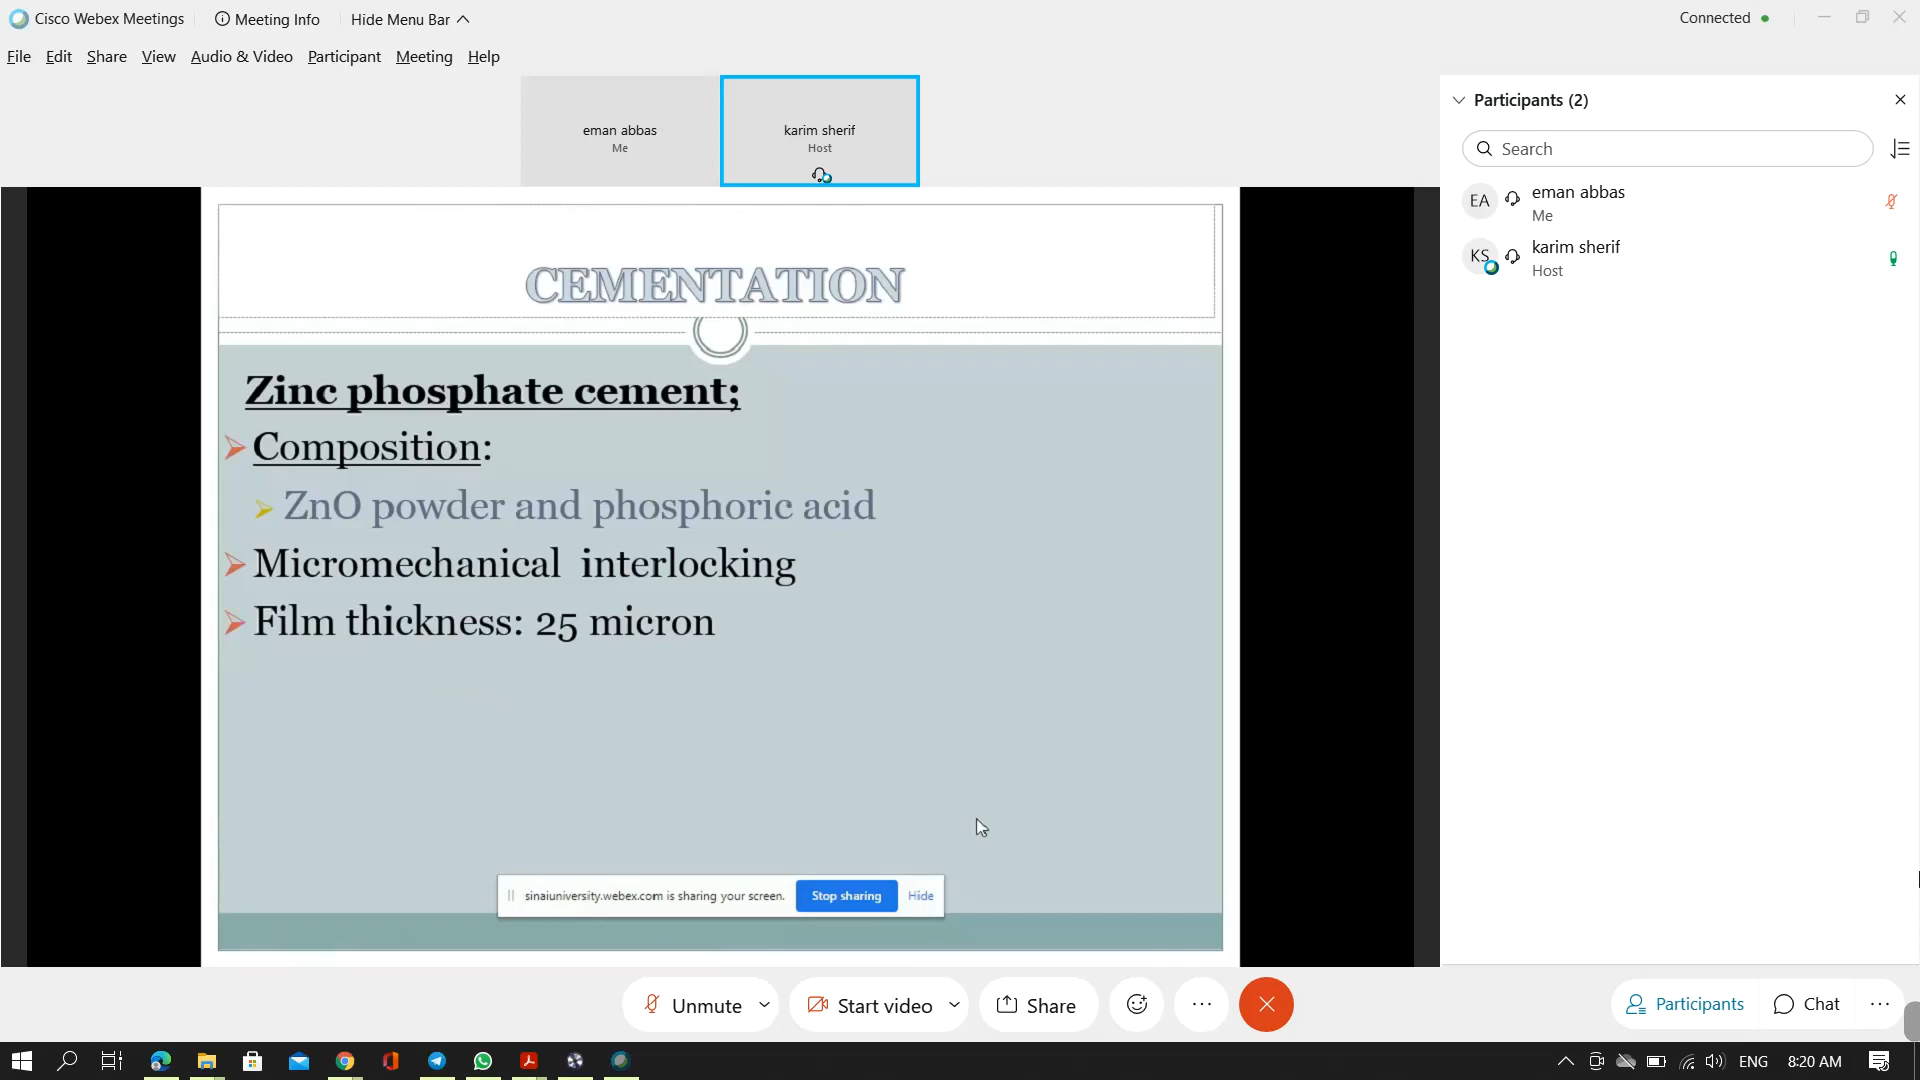 Cisco Webex Meetings
Meeting Info
Hide Menu Bar
Connected
File Edit Share View Audio & Video Participant Meeting Help
eman abbas
Me
karim sherif
Host
Participants (2)
Search
EA
eman abbas
Me
KS
karim sherif
Host
CEMENTATION
Zinc phosphate cement;
Composition:
ZnO powder and phosphoric acid
Micromechanical interlocking
Film thickness: 25 micron
sinaiuniversity.webex.com is sharing your screen. Stop sharing Hide
Unmute
Start video
Share
Participants
Chat
ENG
8:20 AM